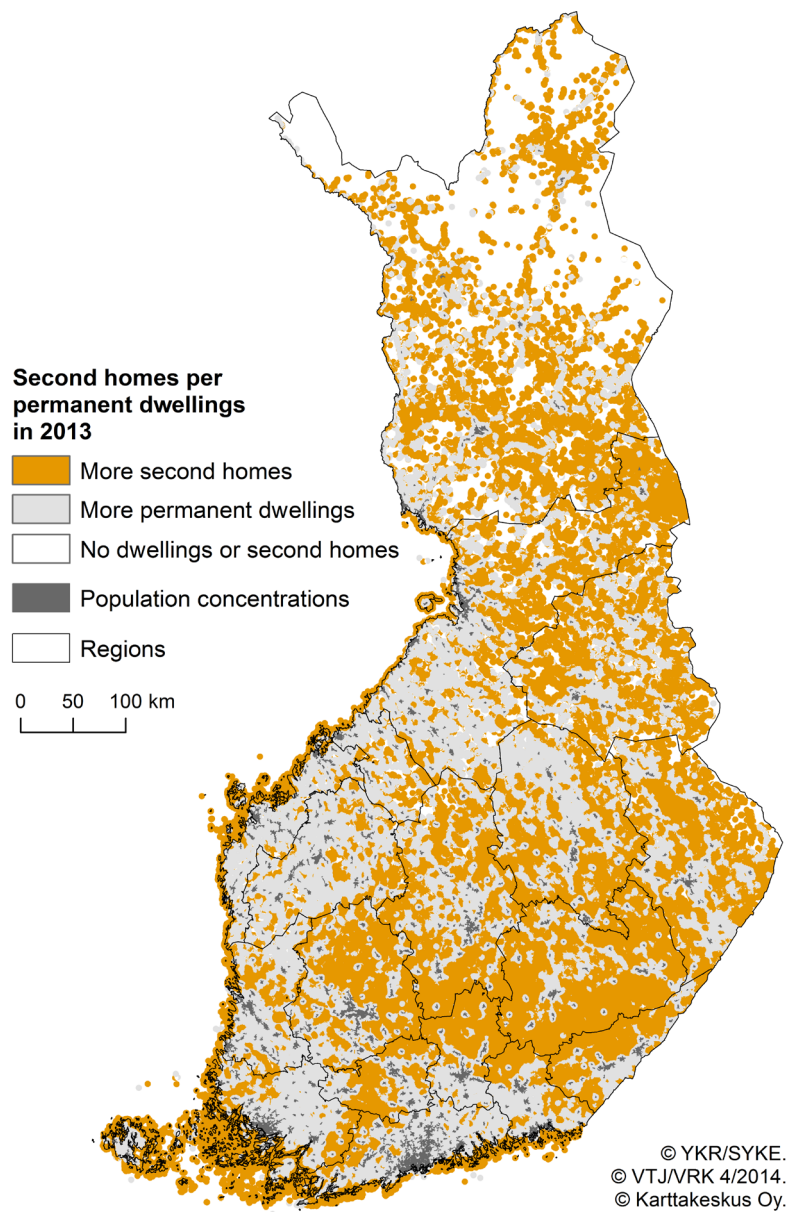 Second homes per
permanent dwellings
in 2013
More second homes
More permanent dwellings
No dwellings or second homes
Population concentrations
Regions
0 50 100 km
© YKR/SYKE.
© VTJ/VRK 4/2014.
© Karttakeskus Oy.